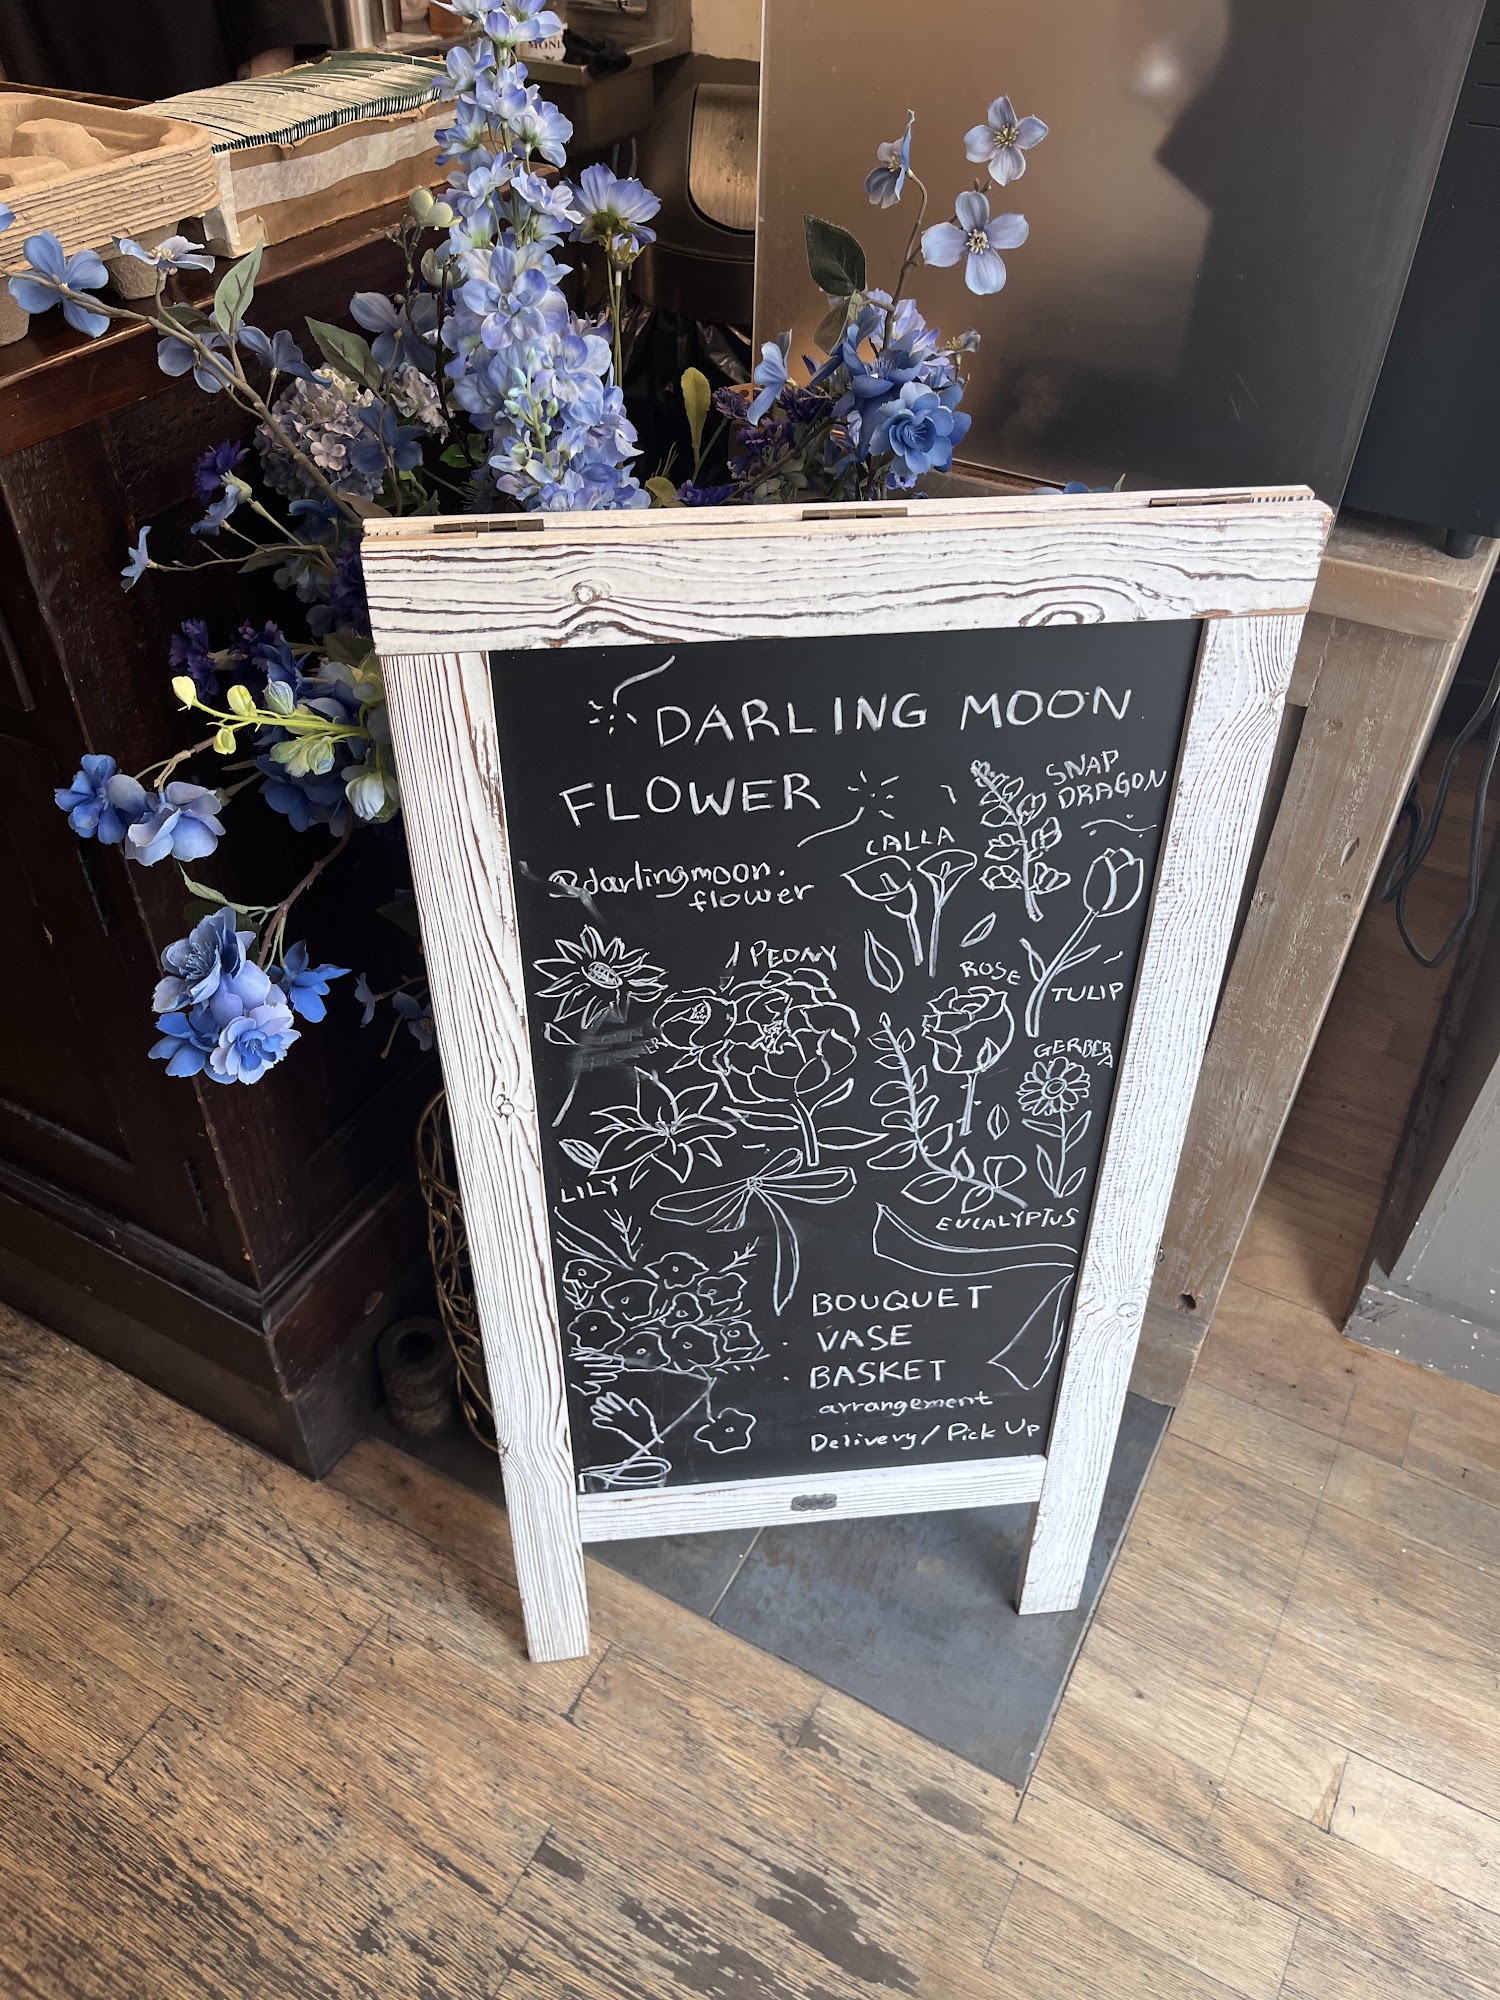 MONI
DARLING MOON
FLOWER
@darlingmoon.
flower
SNAP
DRAGON
CALLA
PEONY
ROSE
TULIP
GERBERA
LILY
EUCALYPTUS
BOUQUET
VASE
BASKET
arrangement
Delivery/Pick Up